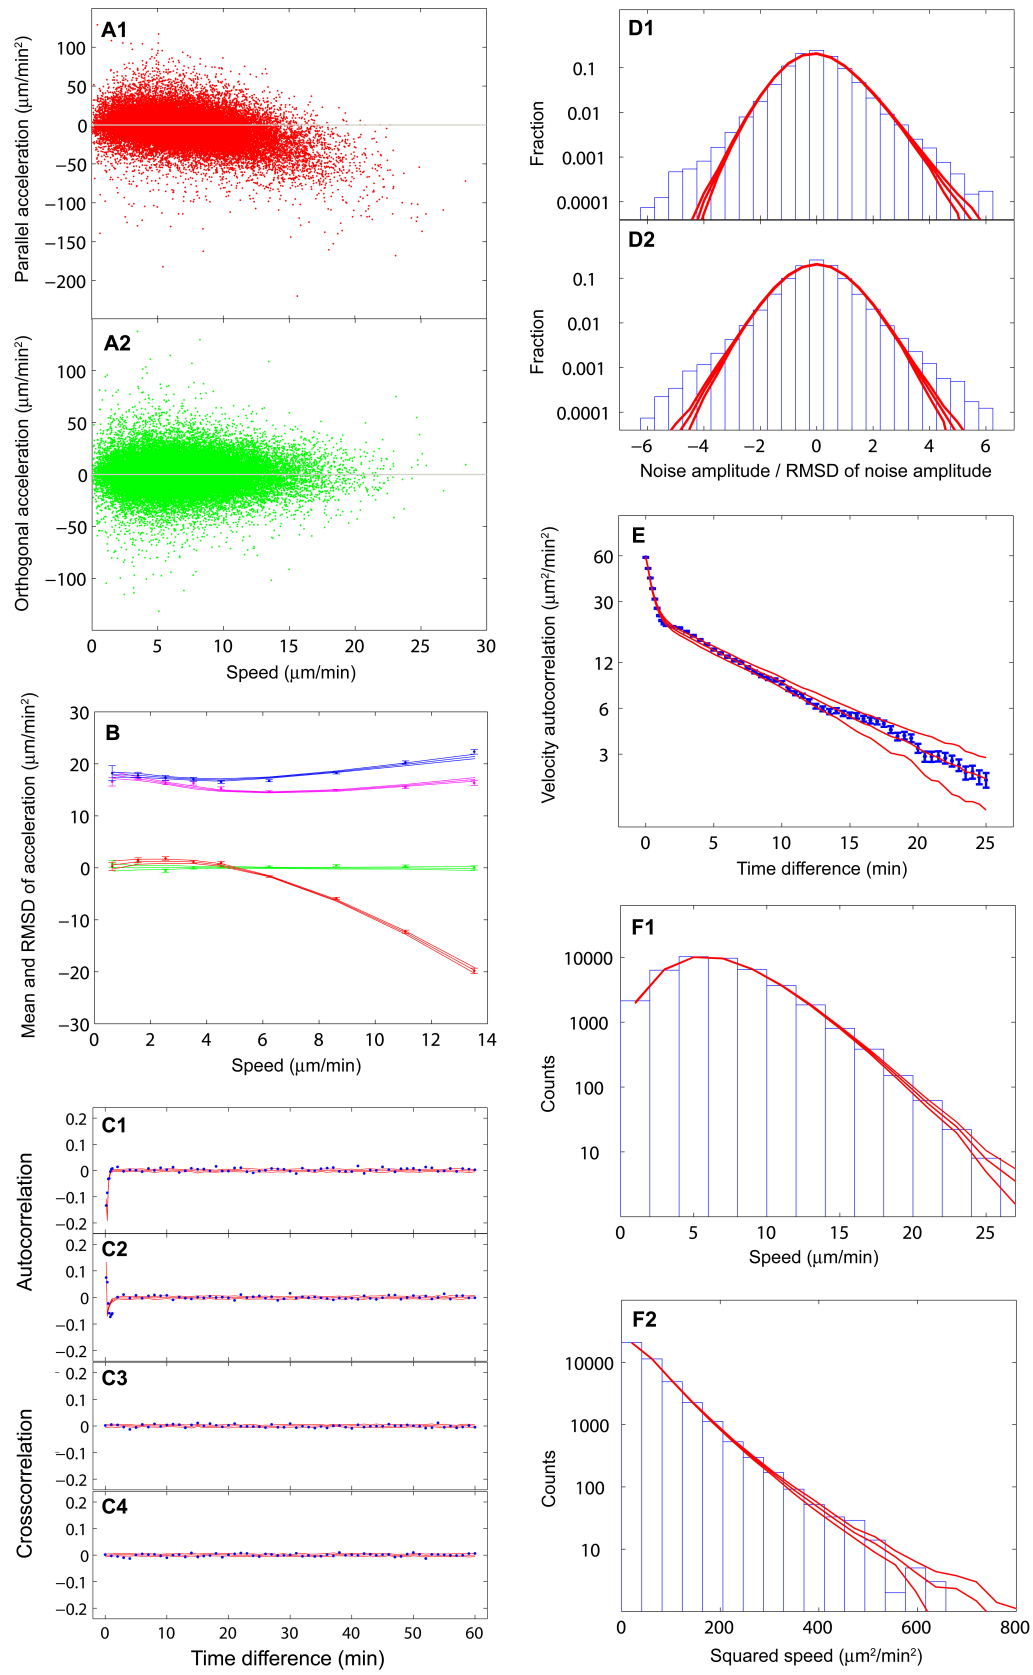 A1
Parallel acceleration (μm/min²)
100
50
0
−50
−100
−150
−200
A2
Orthogonal acceleration (μm/min²)
100
50
0
−50
−100
0 5 10 15 20 25 30
Speed (μm/min)
B
Mean and RMSD of acceleration (μm/min²)
30
20
10
0
−10
−20
−30
0 2 4 6 8 10 12 14
Speed (μm/min)
C1
Autocorrelation
0.2
0.1
0
−0.1
−0.2
C2
0.2
0.1
0
−0.1
−0.2
C3
Crosscorrelation
0.2
0.1
0
−0.1
−0.2
C4
0.2
0.1
0
−0.1
−0.2
0 10 20 30 40 50 60
Time difference (min)
D1
Fraction
0.1
0.01
0.001
0.0001
D2
Fraction
0.1
0.01
0.001
0.0001
−6 −4 −2 0 2 4 6
Noise amplitude / RMSD of noise amplitude
E
Velocity autocorrelation (μm²/min²)
60
30
12
6
3
0 5 10 15 20 25
Time difference (min)
F1
Counts
10000
1000
100
10
0 5 10 15 20 25
Speed (μm/min)
F2
Counts
10000
1000
100
10
0 200 400 600 800
Squared speed (μm²/min²)